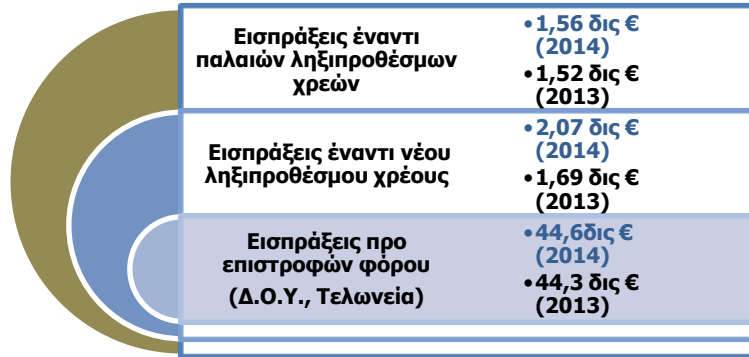 Εισπράξεις έναντι
παλαιών ληξιπροθέσμων
χρεών
•1,56 δις €
(2014)
•1,52 δις €
(2013)
Εισπράξεις έναντι νέου
ληξιπροθέσμου χρέους
•2,07 δις €
(2014)
•1,69 δις €
(2013)
Εισπράξεις προ
επιστροφών φόρου
(Δ.Ο.Υ., Τελωνεία)
•44,6δις €
(2014)
•44,3 δις €
(2013)